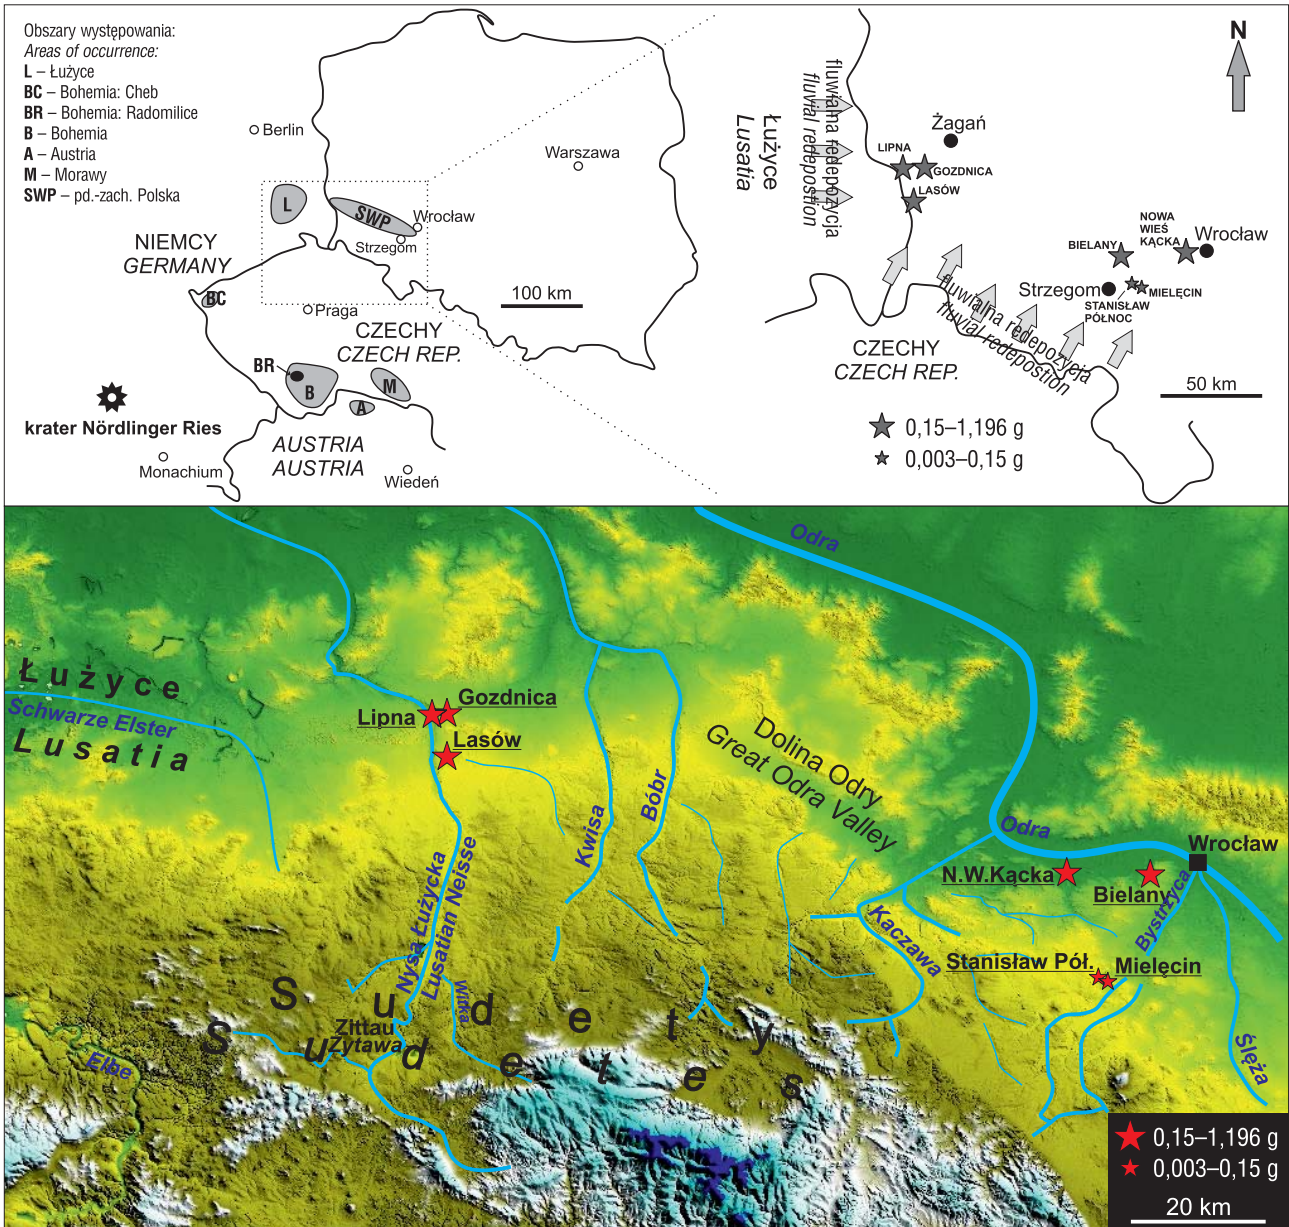 Obszary występowania:
Areas of occurrence:
L – Łużyce
BC – Bohemia: Cheb
BR – Bohemia: Radomilice
B – Bohemia
A – Austria
M – Morawy
SWP – pd.-zach. Polska
Berlin
Warszawa
L
SWP
Wrocław
Strzegom
NIEMCY
GERMANY
BC
Praga
100 km
CZECHY
CZECH REP.
BR
B
M
A
krater Nördlinger Ries
AUSTRIA
AUSTRIA
Monachium
Wiedeń
N
Łużyce
Lusatia
fluwialna redepozycja
fluvial redepostion
Żagań
LIPNA
GOZDNICA
LASÓW
NOWA
WIEŚ
KĄCKA
Wrocław
BIELANY
Strzegom
STANISŁAW
PÓŁNOC
MIELĘCIN
fluwialna redepozycja
fluvial redepostion
CZECHY
CZECH REP.
50 km
0,15–1,196 g
0,003–0,15 g
Odra
Łużyce
Schwarze Elster
Lusatia
Lipna
Gozdnica
Lasów
Dolina Odry
Great Odra Valley
Kwisa
Bóbr
Odra
Wrocław
N.W.Kącka
Bielany
Bystrzyca
Kaczawa
Nysa Łużycka
Lusatian Neisse
Witka
Stanisław Pół.
Mielęcin
Sudety
Sudetes
Zittau
Żytawa
Elbe
Ślęża
0,15–1,196 g
0,003–0,15 g
20 km